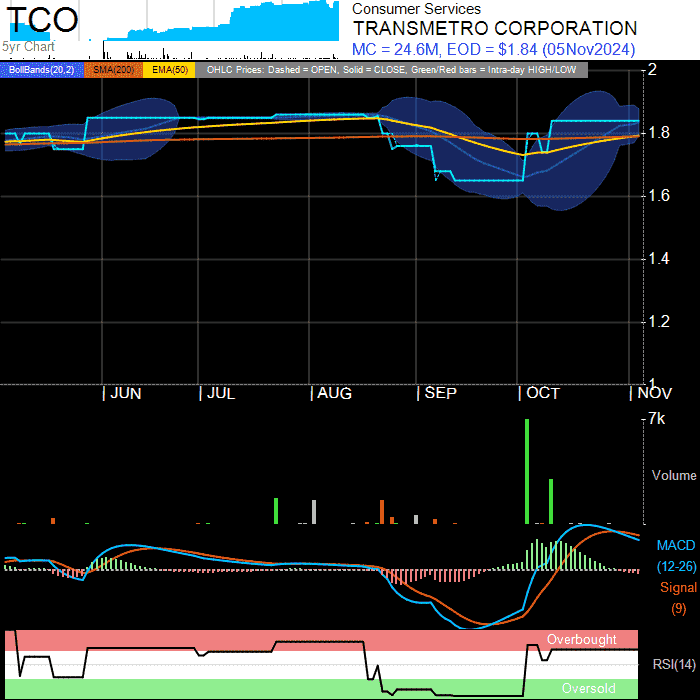 TCO
5yr Chart
Consumer Services
TRANSMETRO CORPORATION
MC = 24.6M, EOD = $1.84 (05Nov2024)
BollBands(20,2) SMA(200) EMA(50) OHLC Prices: Dashed = OPEN, Solid = CLOSE, Green/Red bars = Intra-day HIGH/LOW
2
1.8
1.6
1.4
1.2
1
| JUN | JUL | AUG | SEP | OCT | NOV
7k
Volume
MACD
(12-26)
Signal
(9)
Overbought
RSI(14)
Oversold